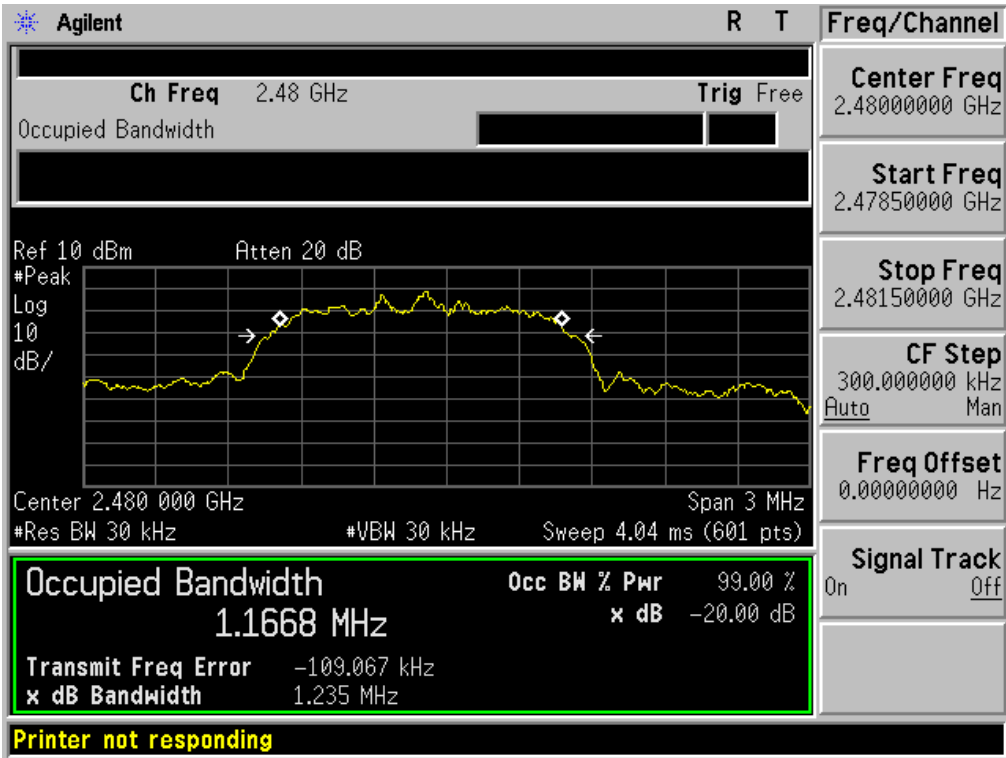 Agilent R T
Ch Freq 2.48 GHz Trig Free
Occupied Bandwidth
Ref 10 dBm Atten 20 dB
#Peak
Log
10
dB/
Center 2.480 000 GHz Span 3 MHz
#Res BW 30 kHz #VBW 30 kHz Sweep 4.04 ms (601 pts)
Occupied Bandwidth Occ BW % Pwr 99.00 %
1.1668 MHz x dB -20.00 dB
Transmit Freq Error -109.067 kHz
x dB Bandwidth 1.235 MHz
Printer not responding
Freq/Channel
Center Freq
2.48000000 GHz
Start Freq
2.47850000 GHz
Stop Freq
2.48150000 GHz
CF Step
300.000000 kHz
Auto Man
Freq Offset
0.00000000 Hz
Signal Track
On Off